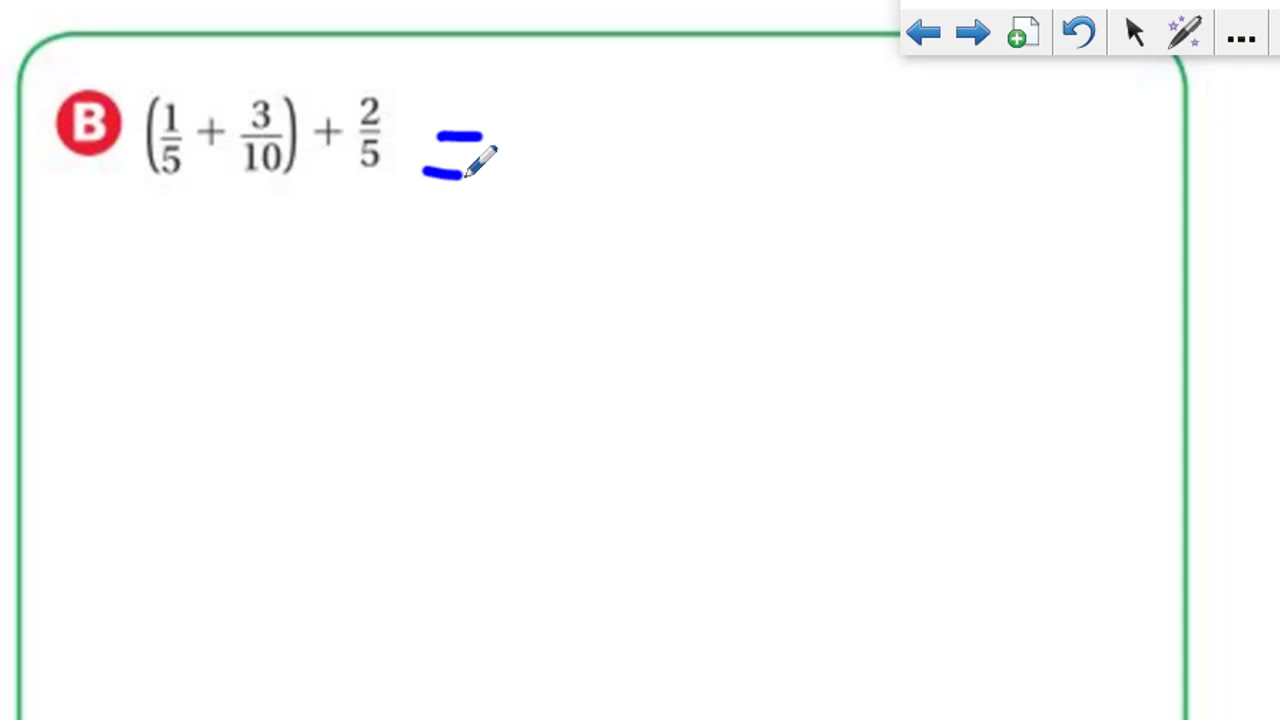 B (1/5 + 3/10) + 2/5 =